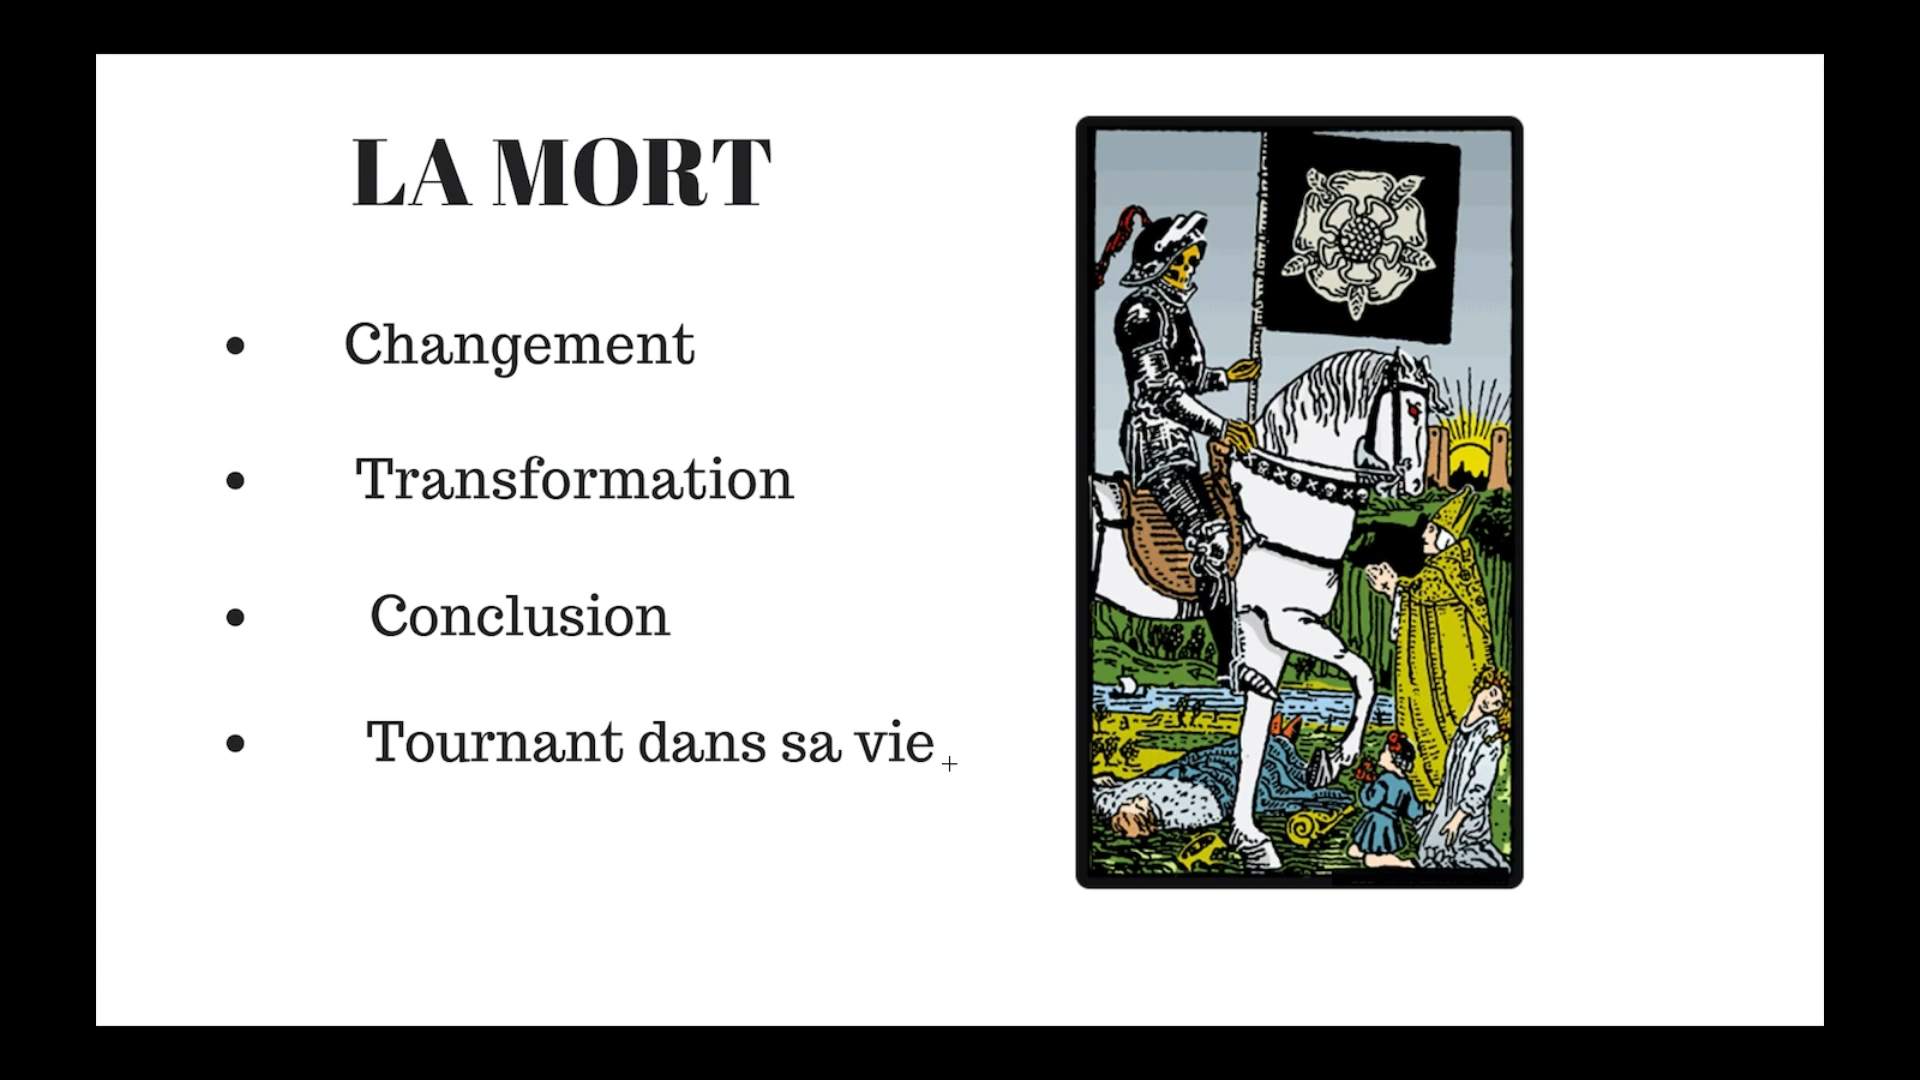 LA MORT
• Changement
• Transformation
• Conclusion
• Tournant dans sa vie